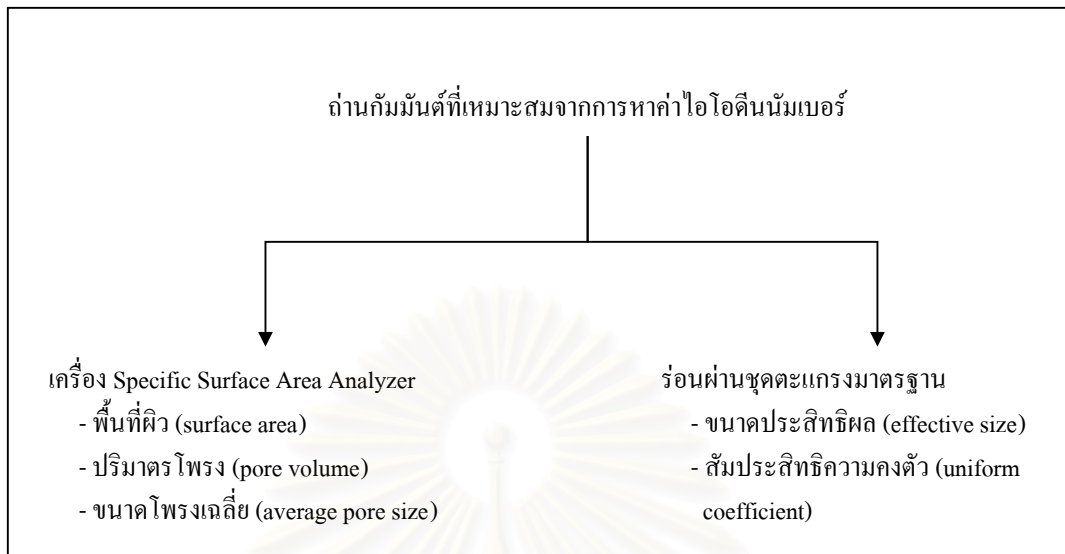 ถ่านกัมมันต์ที่เหมาะสมจากการหาค่าไอโอดีนนัมเบอร์
เครื่อง Specific Surface Area Analyzer
- พื้นที่ผิว (surface area)
- ปริมาตรโพรง (pore volume)
- ขนาดโพรงเฉลี่ย (average pore size)
ร่อนผ่านชุดตะแกรงมาตรฐาน
- ขนาดประสิทธิผล (effective size)
- สัมประสิทธิความคงตัว (uniform
coefficient)